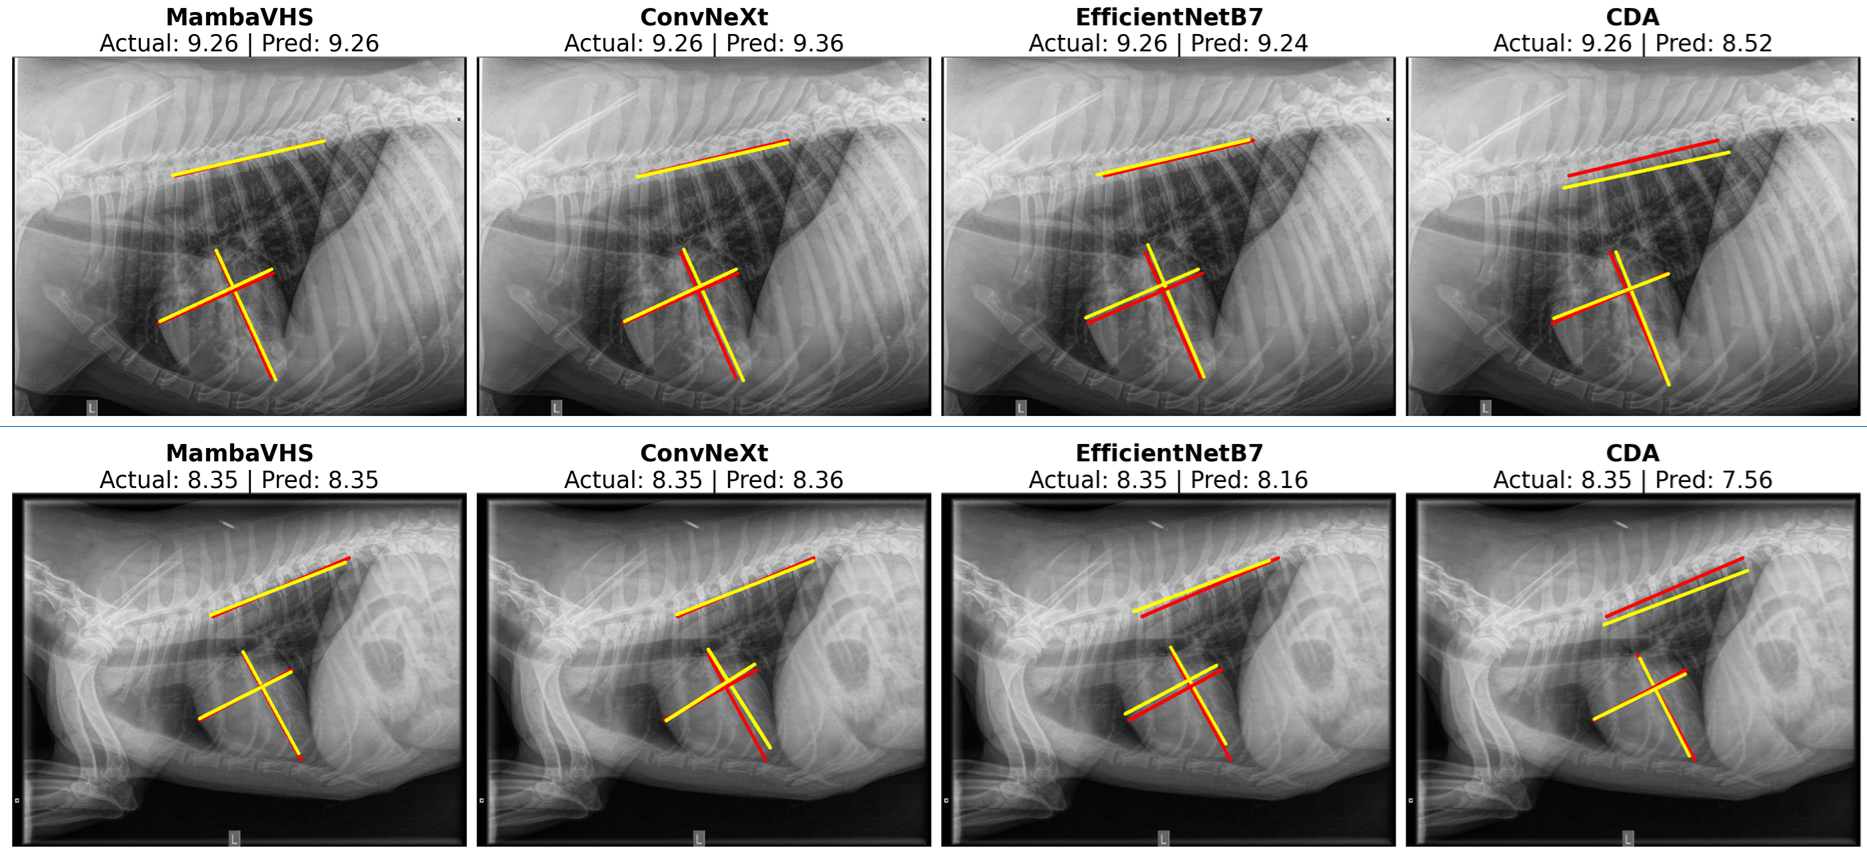 MambaVHS
Actual: 9.26 | Pred: 9.26
ConvNeXt
Actual: 9.26 | Pred: 9.36
EfficientNetB7
Actual: 9.26 | Pred: 9.24
CDA
Actual: 9.26 | Pred: 8.52
L
L
L
L
MambaVHS
Actual: 8.35 | Pred: 8.35
ConvNeXt
Actual: 8.35 | Pred: 8.36
EfficientNetB7
Actual: 8.35 | Pred: 8.16
CDA
Actual: 8.35 | Pred: 7.56
L
L
L
L